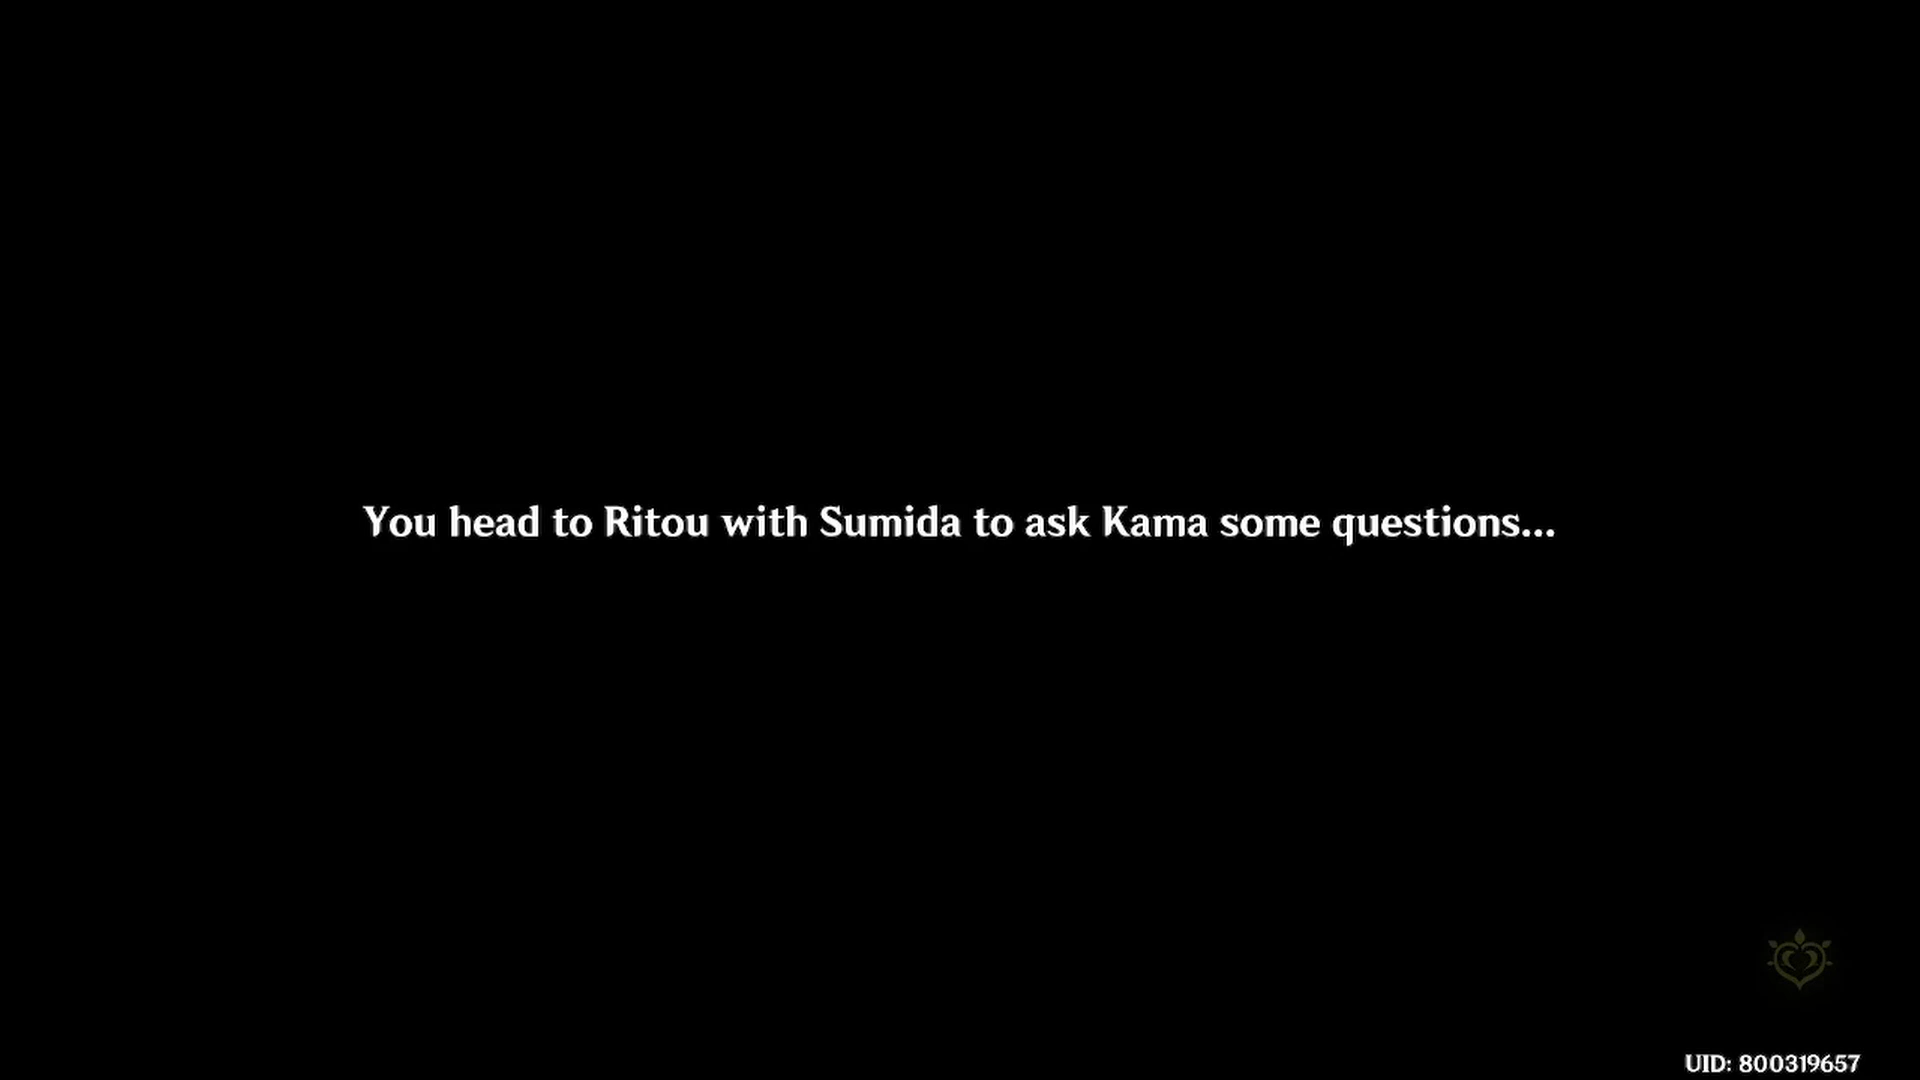 You head to Ritou with Sumida to ask Kama some questions...
UID: 800319657